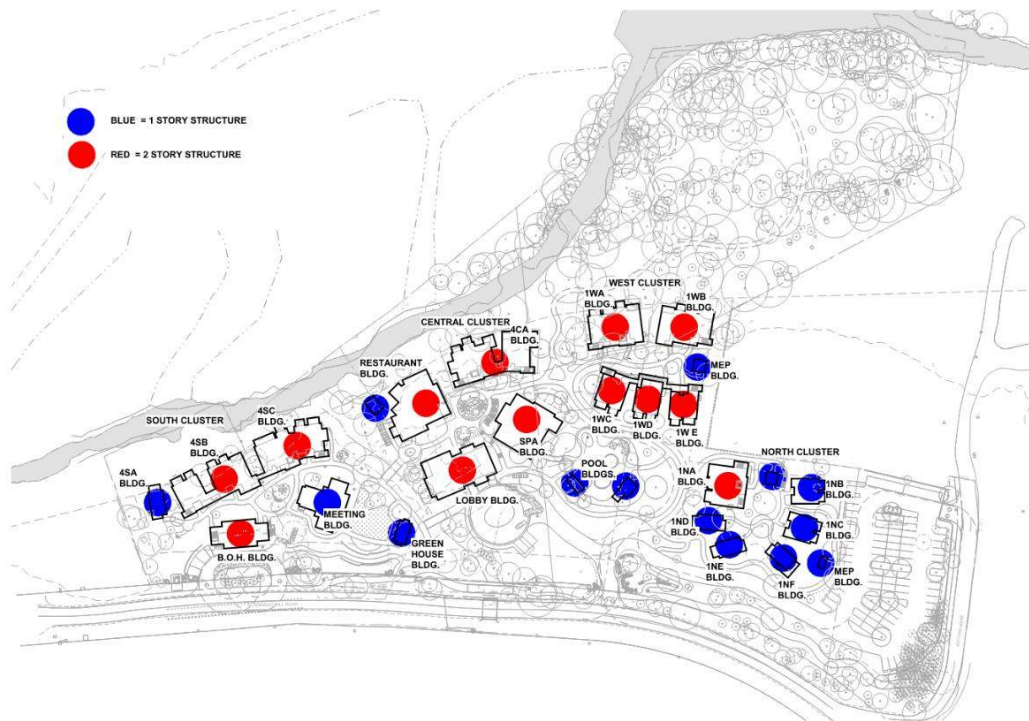 BLUE = 1 STORY STRUCTURE
RED = 2 STORY STRUCTURE
WEST CLUSTER
1WA
BLDG.
1WB
BLDG.
CENTRAL CLUSTER
4CA
BLDG.
MEP
BLDG.
RESTAURANT
BLDG.
1WC
BLDG.
1WD
BLDG.
1W E
BLDG.
SPA
BLDG.
SOUTH CLUSTER
4SC
BLDG.
4SB
BLDG.
4SA
BLDG.
NORTH CLUSTER
POOL
BLDGS.
1NA
BLDG.
1NB
BLDG.
LOBBY BLDG.
MEETING
BLDG.
1ND
BLDG.
1NC
BLDG.
GREEN
HOUSE
BLDG.
B.O.H. BLDG.
1NE
BLDG.
1NF
BLDG.
MEP
BLDG.